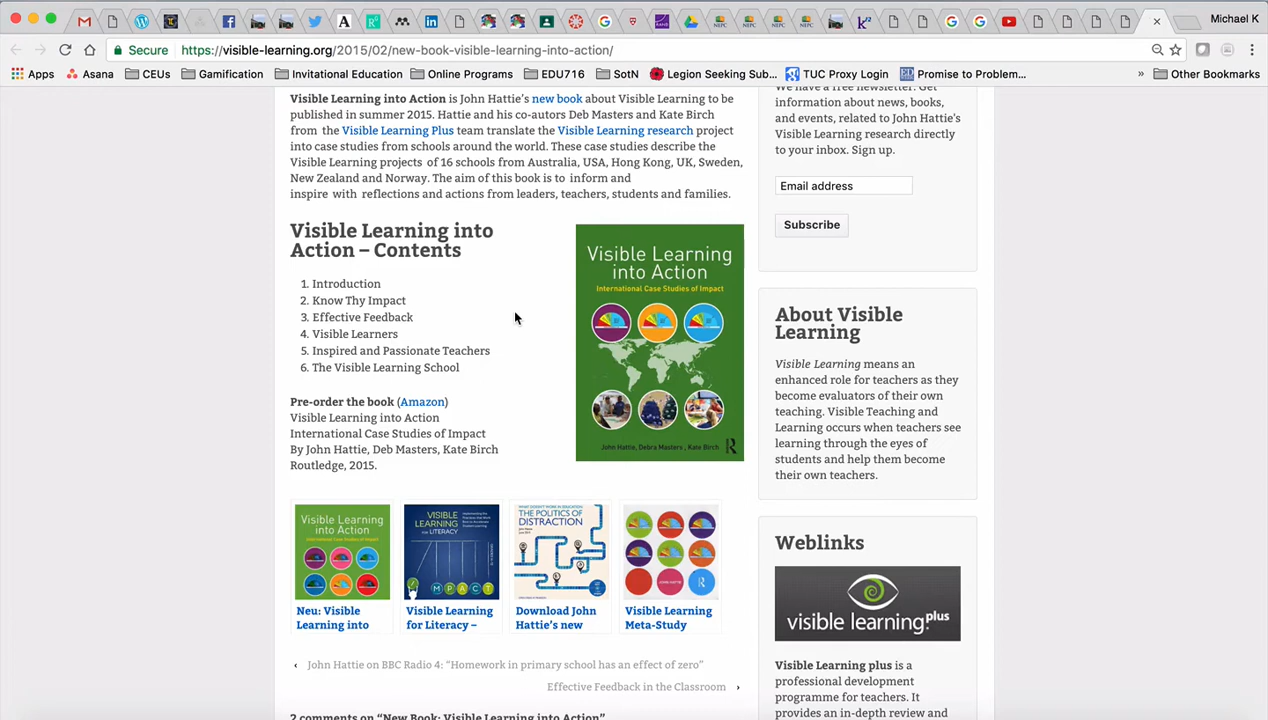 Michael K
Secure https://visible-learning.org/2015/02/new-book-visible-learning-into-action/
Apps Asana CEUs Gamification Invitational Education Online Programs EDU716 SotN Legion Seeking Sub... TUC Proxy Login Promise to Problem... » Other Bookmarks
Visible Learning into Action is John Hattie's new book about Visible Learning to be
published in summer 2015. Hattie and his co-autors Deb Masters and Kate Birch
from the Visible Learning Plus team translate the Visible Learning research project
into case studies from schools around the world. These case studies describe the
Visible Learning projects of 16 schools from Australia, USA, Hong Kong, UK, Sweden,
New Zealand and Norway. The aim of this book is to inform and
inspire with reflections and actions from leaders, teachers, students and families.
Visible Learning into
Action – Contents
1. Introduction
2. Know Thy Impact
3. Effective Feedback
4. Visible Learners
5. Inspired and Passionate Teachers
6. The Visible Learning School
Pre-order the book (Amazon)
Visible Learning into Action
International Case Studies of Impact
By John Hattie, Deb Masters, Kate Birch
Routledge, 2015.
Visible Learning
into Action
International Case Studies of Impact
John Hattie, Debra Masters, Kate Birch
Visible Learning
into Action
VISIBLE
LEARNING
FOR LITERACY
IMPACT
WHAT DOESN'T WORK IN EDUCATION:
THE POLITICS OF
DISTRACTION
JOHN HATTIE
R
Neu: Visible
Learning into
Visible Learning
for Literacy –
Download John
Hattie's new
Visible Learning
Meta-Study
‹ John Hattie on BBC Radio 4: "Homework in primary school has an effect of zero"
Effective Feedback in the Classroom ›
2 comments on "New Book: Visible Learning into Action"
We have a free newsletter. Get
information about news, books,
and events, related to John Hattie's
Visible Learning research directly
to your inbox. Sign up.
Email address
Subscribe
About Visible
Learning
Visible Learning means an
enhanced role for teachers as they
become evaluators of their own
teaching. Visible Teaching and
Learning occurs when teachers see
learning through the eyes of
students and help them become
their own teachers.
Weblinks
visible learning plus
Visible Learning plus is a
professional development
programme for teachers. It
provides an in-depth review and